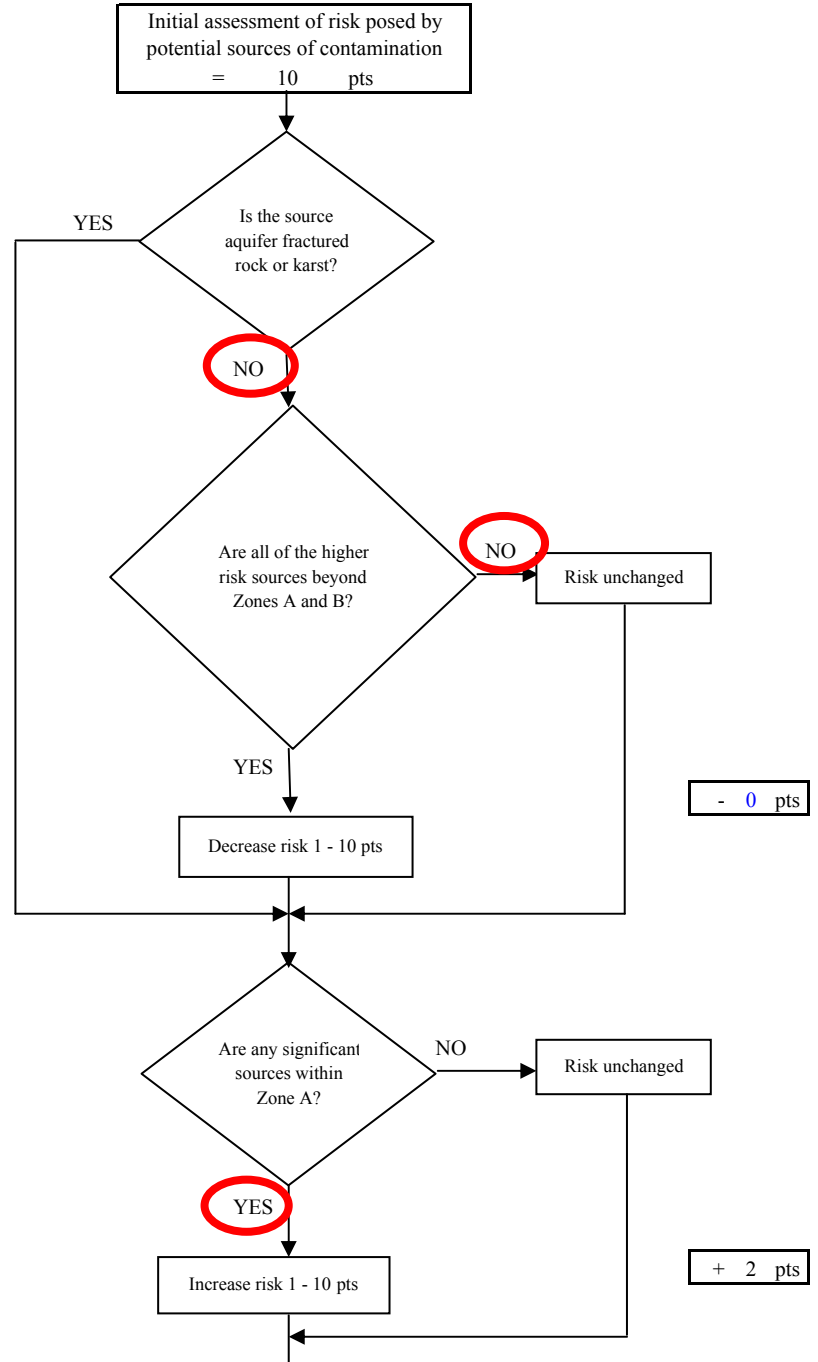 Initial assessment of risk posed by
potential sources of contamination
= 10 pts
YES
Is the source
aquifer fractured
rock or karst?
NO
Are all of the higher
risk sources beyond
Zones A and B?
NO
Risk unchanged
YES
- 0 pts
Decrease risk 1 - 10 pts
Are any significant
sources within
Zone A?
NO
Risk unchanged
YES
+ 2 pts
Increase risk 1 - 10 pts